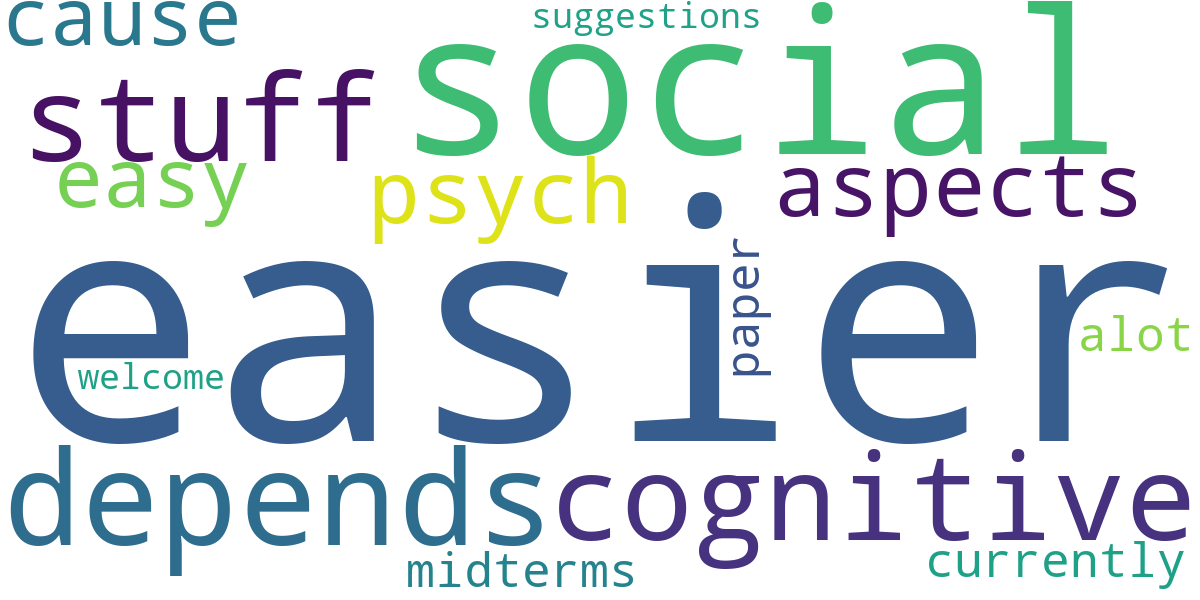 cause
suggestions
social
stuff
easy
psych
aspects
easier
paper
alot
welcome
depends
cognitive
midterms
currently